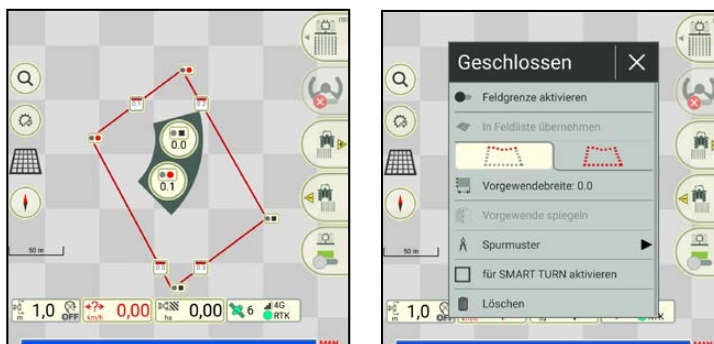 0.1
0.2
0.0
0.1
0.0
0.3
50 m
m 1,0 OFF
km/h 0,00
ha 0,00
6 4G RTK
MAN
Geschlossen
Feldgrenze aktivieren
In Feldliste übernehmen
Vorgewendebreite: 0.0
Vorgewende spiegeln
Spurmuster
für SMART TURN aktivieren
Löschen
50 m
m 1,0